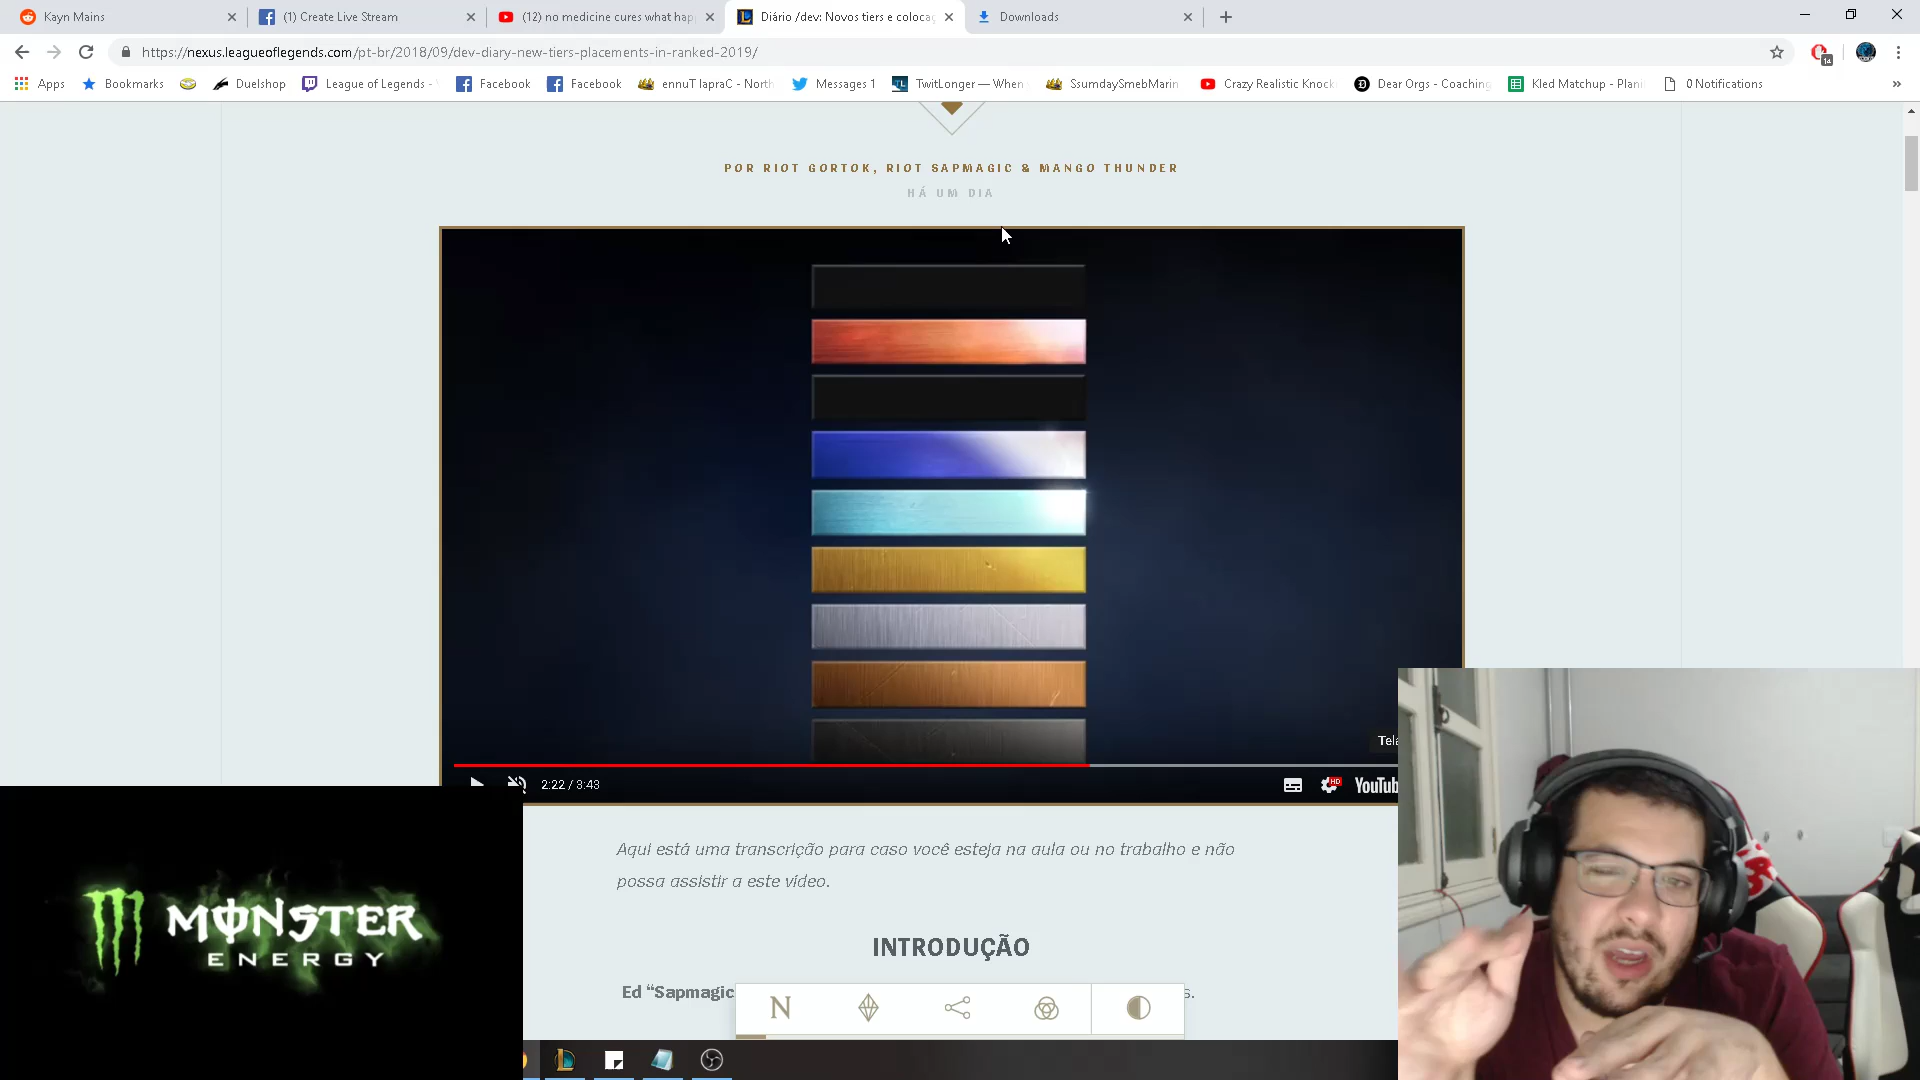 Kayn Mains
(1) Create Live Stream
(12) no medicine cures what hap
Diário /dev: Novos tiers e colocaç
Downloads
https://nexus.leagueoflegends.com/pt-br/2018/09/dev-diary-new-tiers-placements-in-ranked-2019/
14
Apps
Bookmarks
Duelshop
League of Legends -
Facebook
Facebook
ennuT lapraC - North
Messages 1
TwitLonger — When
SsumdaySmebMarin
Crazy Realistic Knock
Dear Orgs - Coaching
Kled Matchup - Plani
0 Notifications
POR RIOT GORTOK, RIOT SAPMAGIC & MANGO THUNDER
HÁ UM DIA
Tela
2:22 / 3:43
HD
YouTub
Aqui está uma transcrição para caso você esteja na aula ou no trabalho e não
possa assistir a este vídeo.
INTRODUÇÃO
Ed “Sapmagic
s.
N
MONSTER
ENERGY